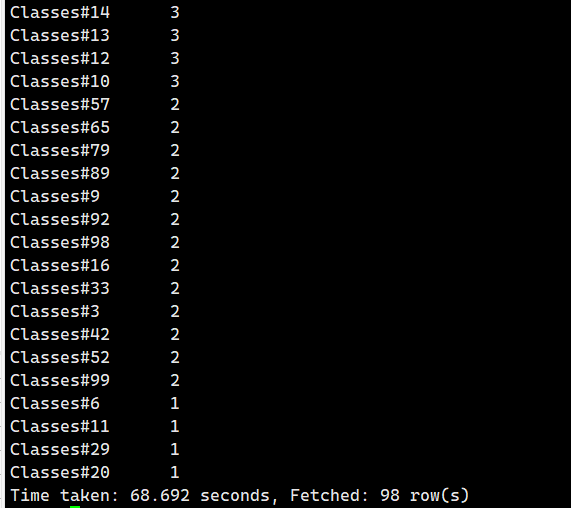 Classes#14 3
Classes#13 3
Classes#12 3
Classes#10 3
Classes#57 2
Classes#65 2
Classes#79 2
Classes#89 2
Classes#9 2
Classes#92 2
Classes#98 2
Classes#16 2
Classes#33 2
Classes#3 2
Classes#42 2
Classes#52 2
Classes#99 2
Classes#6 1
Classes#11 1
Classes#29 1
Classes#20 1
Time taken: 68.692 seconds, Fetched: 98 row(s)